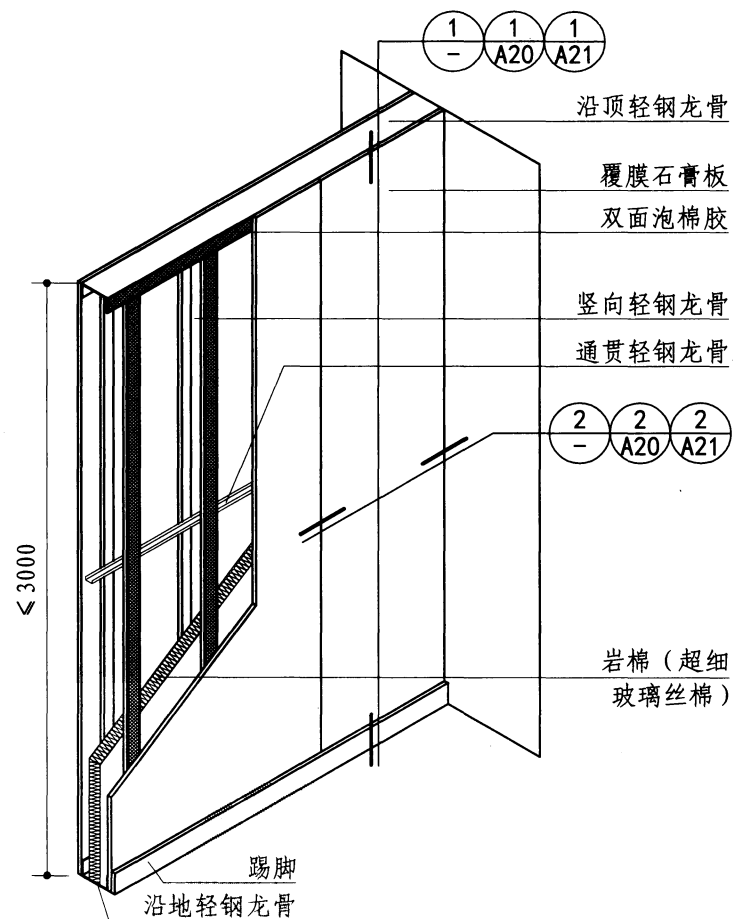 1 1 1
– A20 A21
沿顶轻钢龙骨
覆膜石膏板
双面泡棉胶
竖向轻钢龙骨
通贯轻钢龙骨
2 2 2
– A20 A21
≤3000
岩棉（超细
玻璃丝棉）
踢脚
沿地轻钢龙骨